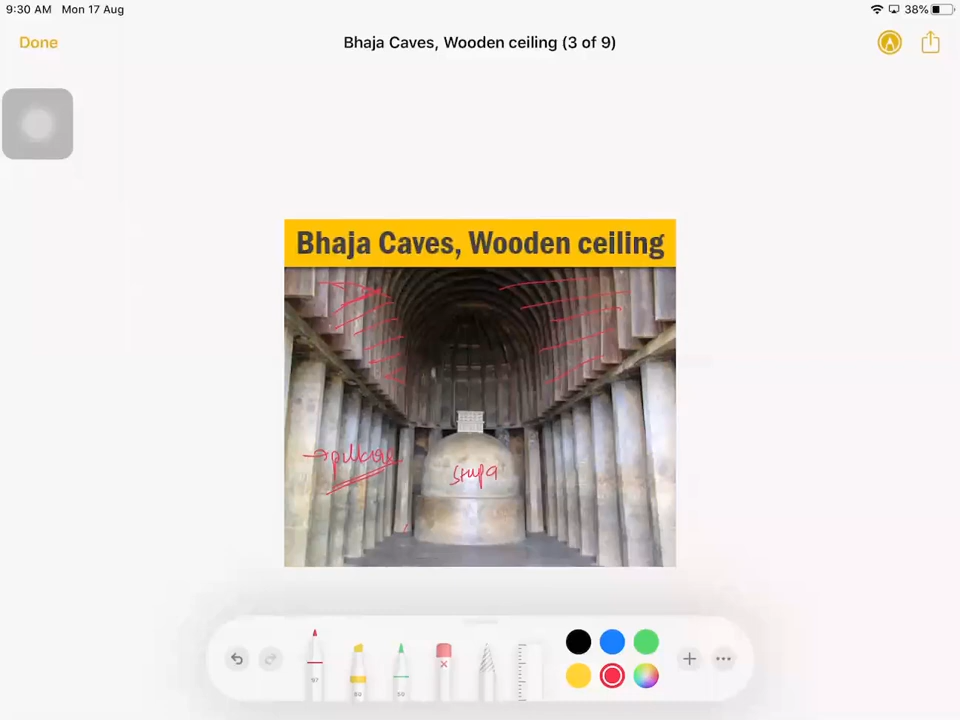 9:30 AM Mon 17 Aug
38%
Done
Bhaja Caves, Wooden ceiling (3 of 9)
Bhaja Caves, Wooden ceiling
stupa
97